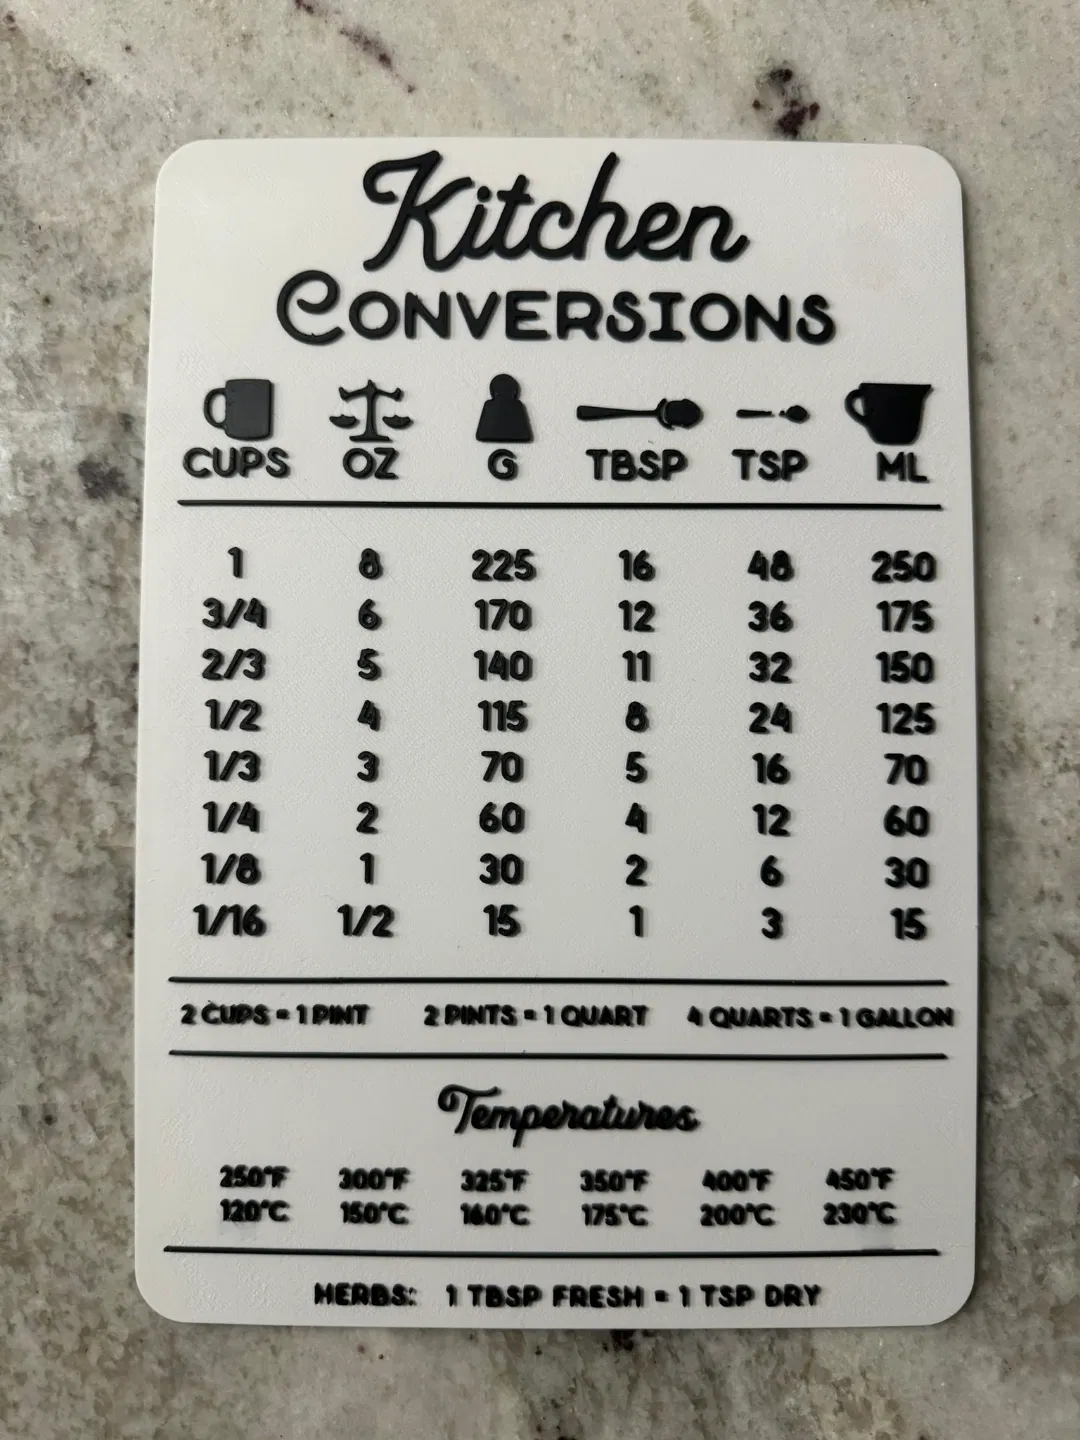 Kitchen
CONVERSIONS
CUPS OZ G TBSP TSP ML
1 8 225 16 48 250
3/4 6 170 12 36 175
2/3 5 140 11 32 150
1/2 4 115 8 24 125
1/3 3 70 5 16 70
1/4 2 60 4 12 60
1/8 1 30 2 6 30
1/16 1/2 15 1 3 15
2 CUPS = 1 PINT 2 PINTS = 1 QUART 4 QUARTS = 1 GALLON
Temperatures
250°F 300°F 325°F 350°F 400°F 450°F
120°C 150°C 160°C 175°C 200°C 230°C
HERBS: 1 TBSP FRESH = 1 TSP DRY